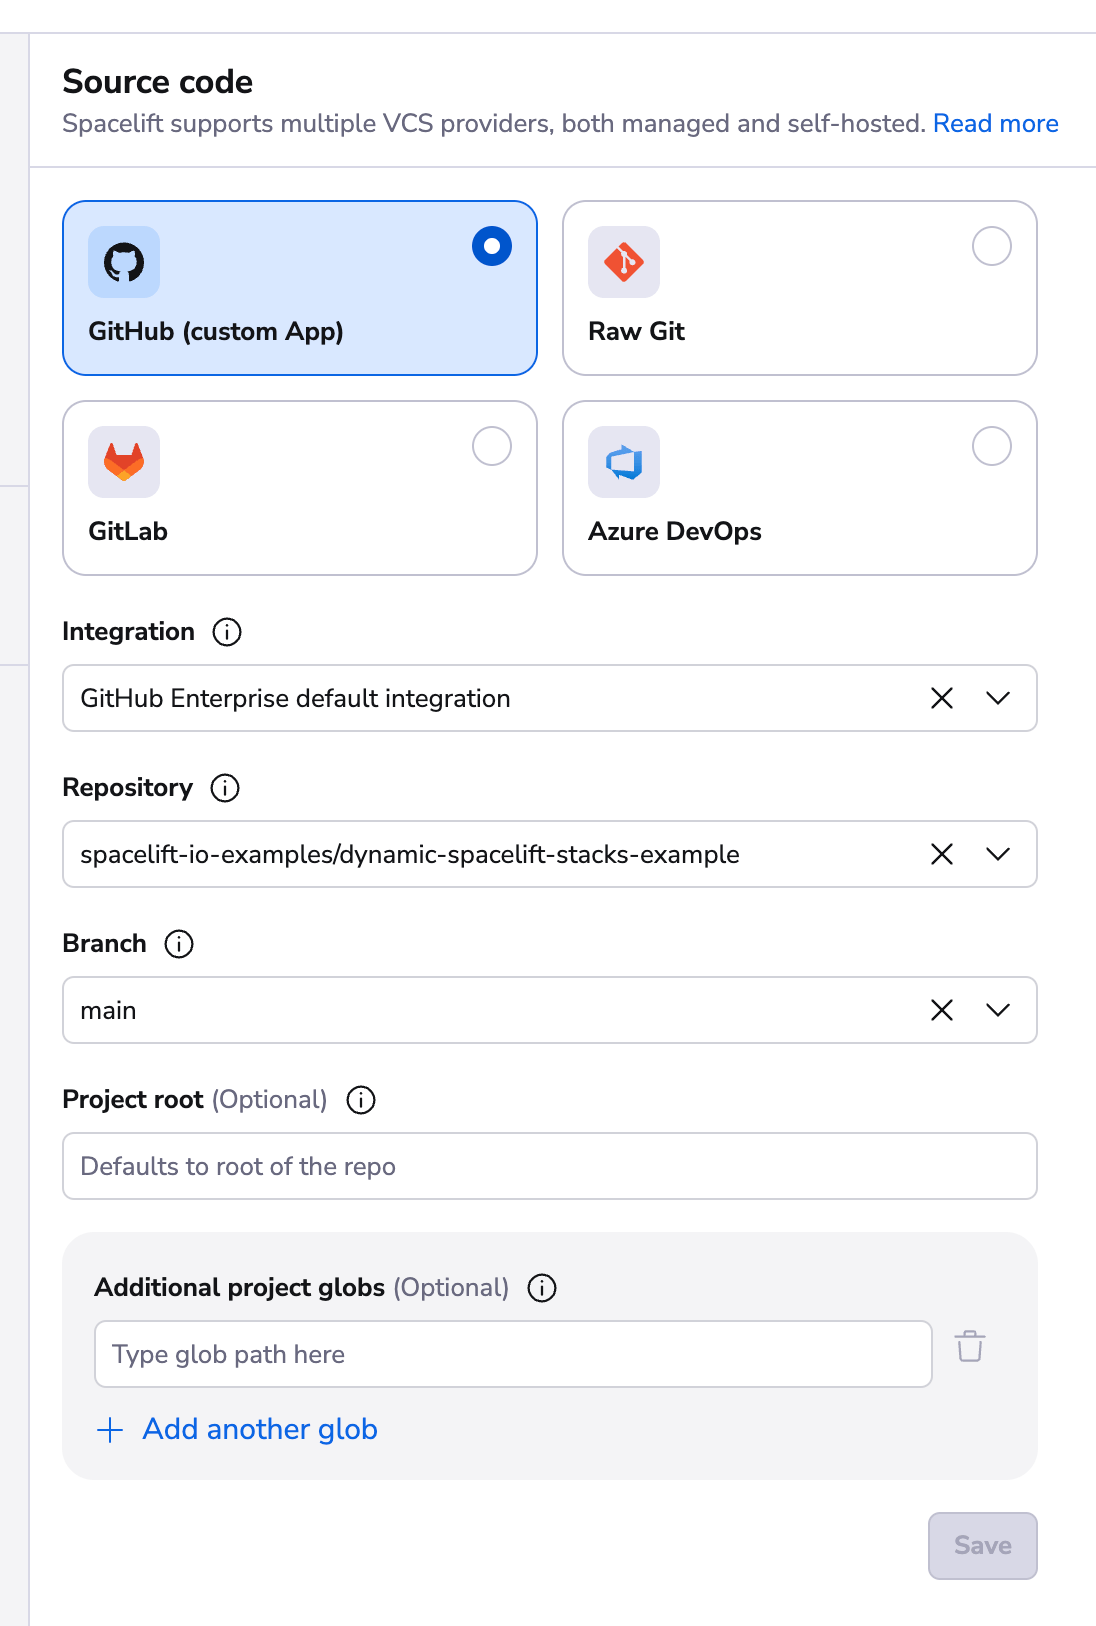 Source code
Spacelift supports multiple VCS providers, both managed and self-hosted. Read more
GitHub (custom App)
Raw Git
GitLab
Azure DevOps
Integration
GitHub Enterprise default integration
Repository
spacelift-io-examples/dynamic-spacelift-stacks-example
Branch
main
Project root (Optional)
Defaults to root of the repo
Additional project globs (Optional)
Type glob path here
Add another glob
Save